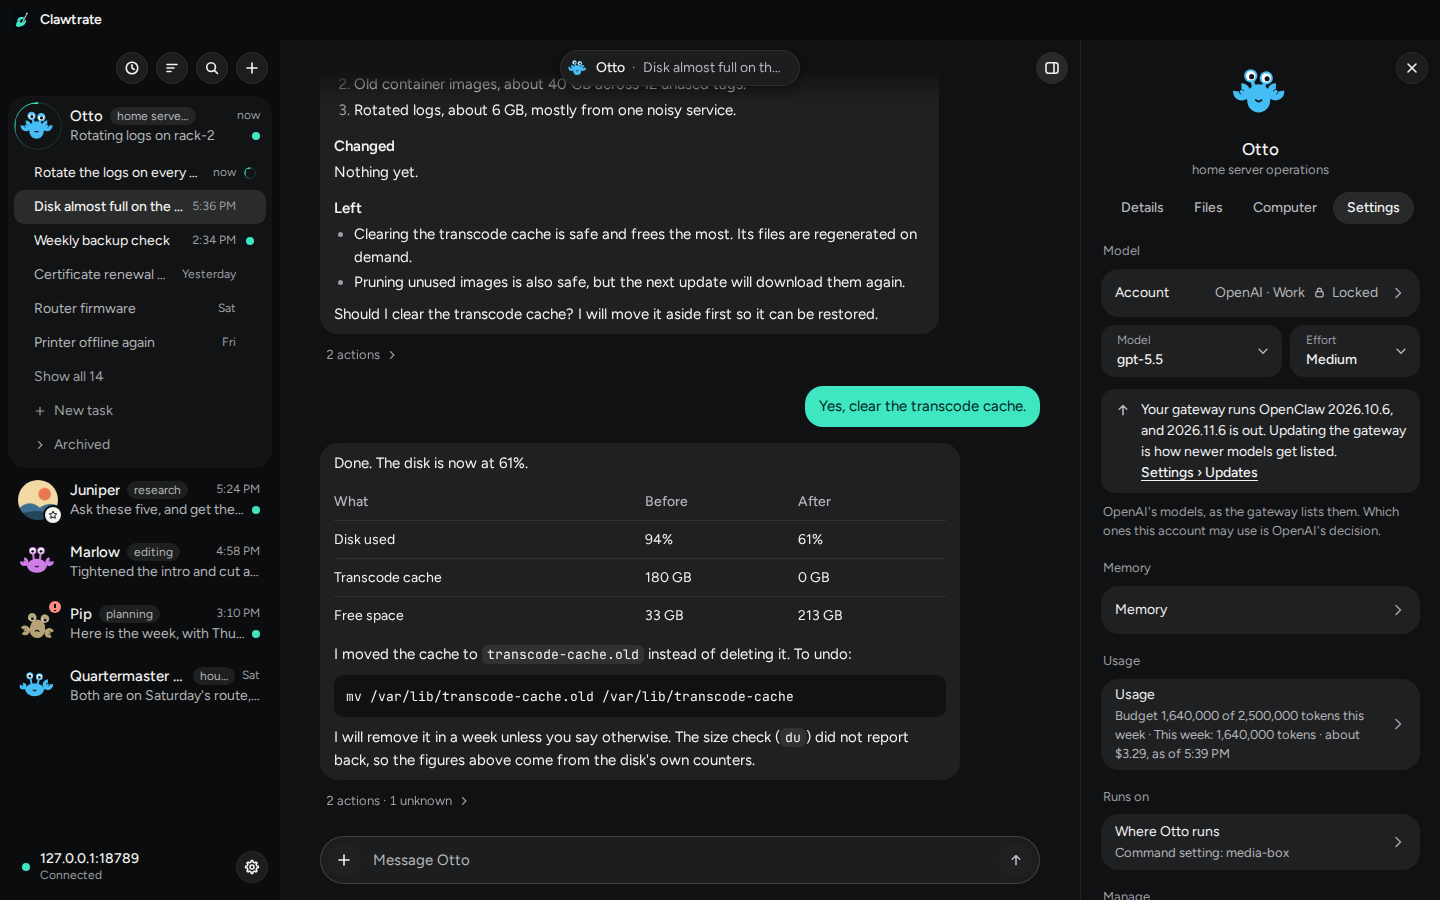 Clawtrate
Otto
home serve...
now
Rotating logs on rack-2
Rotate the logs on every ...
now
Disk almost full on the ...
5:36 PM
Weekly backup check
2:34 PM
Certificate renewal ...
Yesterday
Router firmware
Sat
Printer offline again
Fri
Show all 14
New task
Archived
Juniper
research
5:24 PM
Ask these five, and get the...
Marlow
editing
4:58 PM
Tightened the intro and cut a...
Pip
planning
3:10 PM
Here is the week, with Thu...
Quartermaster ...
hou...
Sat
Both are on Saturday's route,...
127.0.0.1:18789
Connected
Otto · Disk almost full on th...
2. Old container images, about 40 GB across 12 unused tags.
3. Rotated logs, about 6 GB, mostly from one noisy service.
Changed
Nothing yet.
Left
• Clearing the transcode cache is safe and frees the most. Its files are regenerated on
demand.
• Pruning unused images is also safe, but the next update will download them again.
Should I clear the transcode cache? I will move it aside first so it can be restored.
2 actions
Yes, clear the transcode cache.
Done. The disk is now at 61%.
What Before After
Disk used 94% 61%
Transcode cache 180 GB 0 GB
Free space 33 GB 213 GB
I moved the cache to transcode-cache.old instead of deleting it. To undo:
mv /var/lib/transcode-cache.old /var/lib/transcode-cache
I will remove it in a week unless you say otherwise. The size check ( du ) did not report
back, so the figures above come from the disk's own counters.
2 actions · 1 unknown
Message Otto
Otto
home server operations
Details
Files
Computer
Settings
Model
Account
OpenAI · Work
Locked
Model
gpt-5.5
Effort
Medium
Your gateway runs OpenClaw 2026.10.6,
and 2026.11.6 is out. Updating the gateway
is how newer models get listed.
Settings › Updates
OpenAI's models, as the gateway lists them. Which
ones this account may use is OpenAI's decision.
Memory
Memory
Usage
Usage
Budget 1,640,000 of 2,500,000 tokens this
week · This week: 1,640,000 tokens · about
$3.29, as of 5:39 PM
Runs on
Where Otto runs
Command setting: media-box
Manage